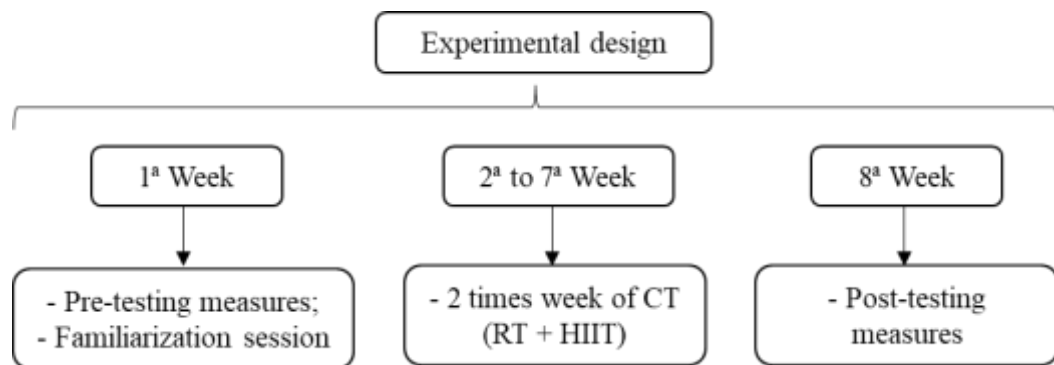 Experimental design
1ª Week
2ª to 7ª Week
8ª Week
- Pre-testing measures;
- Familiarization session
- 2 times week of CT
(RT + HIIT)
- Post-testing
measures